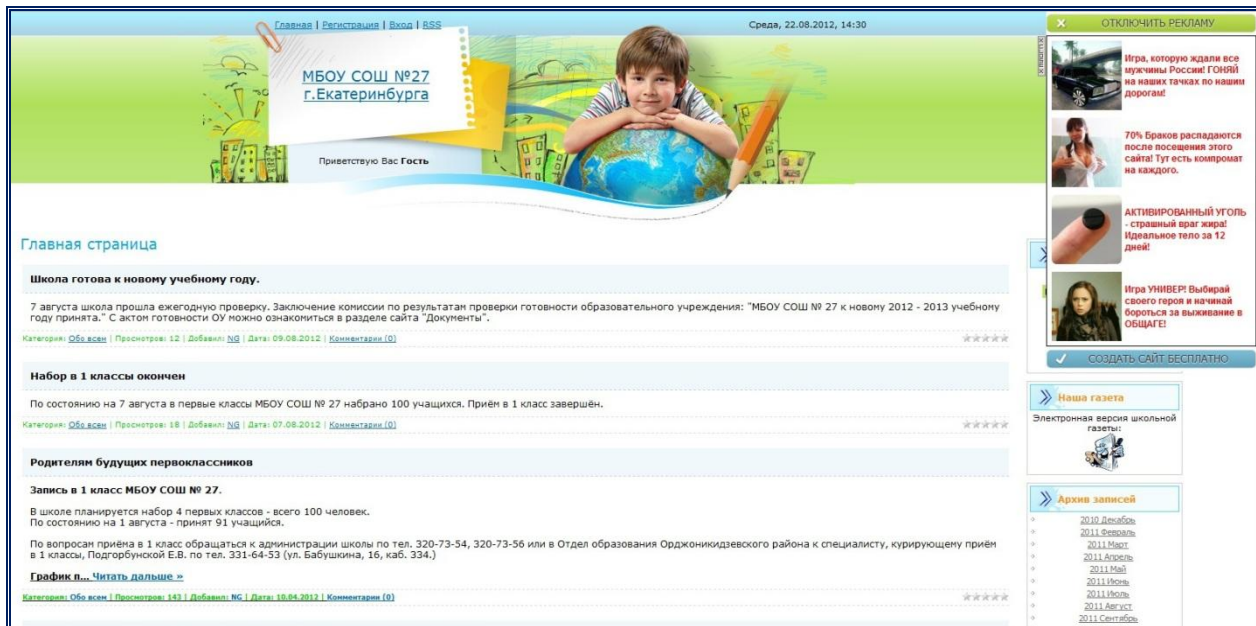 Главная | Регистрация | Вход | RSS
Среда, 22.08.2012, 14:30
МБОУ СОШ №27
г.Екатеринбурга
Приветствую Вас Гость
ОТКЛЮЧИТЬ РЕКЛАМУ
Игра, которую ждали все
мужчины России! ГОНЯЙ
на наших тачках по нашим
дорогам!
70% Браков распадаются
после посещения этого
сайта! Тут есть компромат
на каждого.
АКТИВИРОВАННЫЙ УГОЛЬ
- страшный враг жира!
Идеальное тело за 12
дней!
Игра УНИВЕР! Выбирай
своего героя и начинай
бороться за выживание в
ОБЩАГЕ!
СОЗДАТЬ САЙТ БЕСПЛАТНО
Главная страница
Школа готова к новому учебному году.
7 августа школа прошла ежегодную проверку. Заключение комиссии по результатам проверки готовности образовательного учреждения: "МБОУ СОШ № 27 к новому 2012 - 2013 учебному
году принята." С актом готовности ОУ можно ознакомиться в разделе сайта "Документы".
Категория: Обо всем | Просмотров: 12 | Добавил: NG | Дата: 09.08.2012 | Комментарии (0)
Набор в 1 классы окончен
По состоянию на 7 августа в первые классы МБОУ СОШ № 27 набрано 100 учащихся. Приём в 1 класс завершён.
Категория: Обо всем | Просмотров: 18 | Добавил: NG | Дата: 07.08.2012 | Комментарии (0)
Родителям будущих первоклассников
Запись в 1 класс МБОУ СОШ № 27.
В школе планируется набор 4 первых классов - всего 100 человек.
По состоянию на 1 августа - принят 91 учащийся.
По вопросам приёма в 1 класс обращаться к администрации школы по тел. 320-73-54, 320-73-56 или в Отдел образования Орджоникидзевского района к специалисту, курирующему приём
в 1 классы, Подгорбунской Е.В. по тел. 331-64-53 (ул. Бабушкина, 16, каб. 334.)
График п... Читать дальше »
Категория: Обо всем | Просмотров: 143 | Добавил: NG | Дата: 10.04.2012 | Комментарии (0)
Наша газета
Электронная версия школьной
газеты:
Архив записей
2010 Декабрь
2011 Февраль
2011 Март
2011 Апрель
2011 Май
2011 Июнь
2011 Июль
2011 Август
2011 Сентябрь